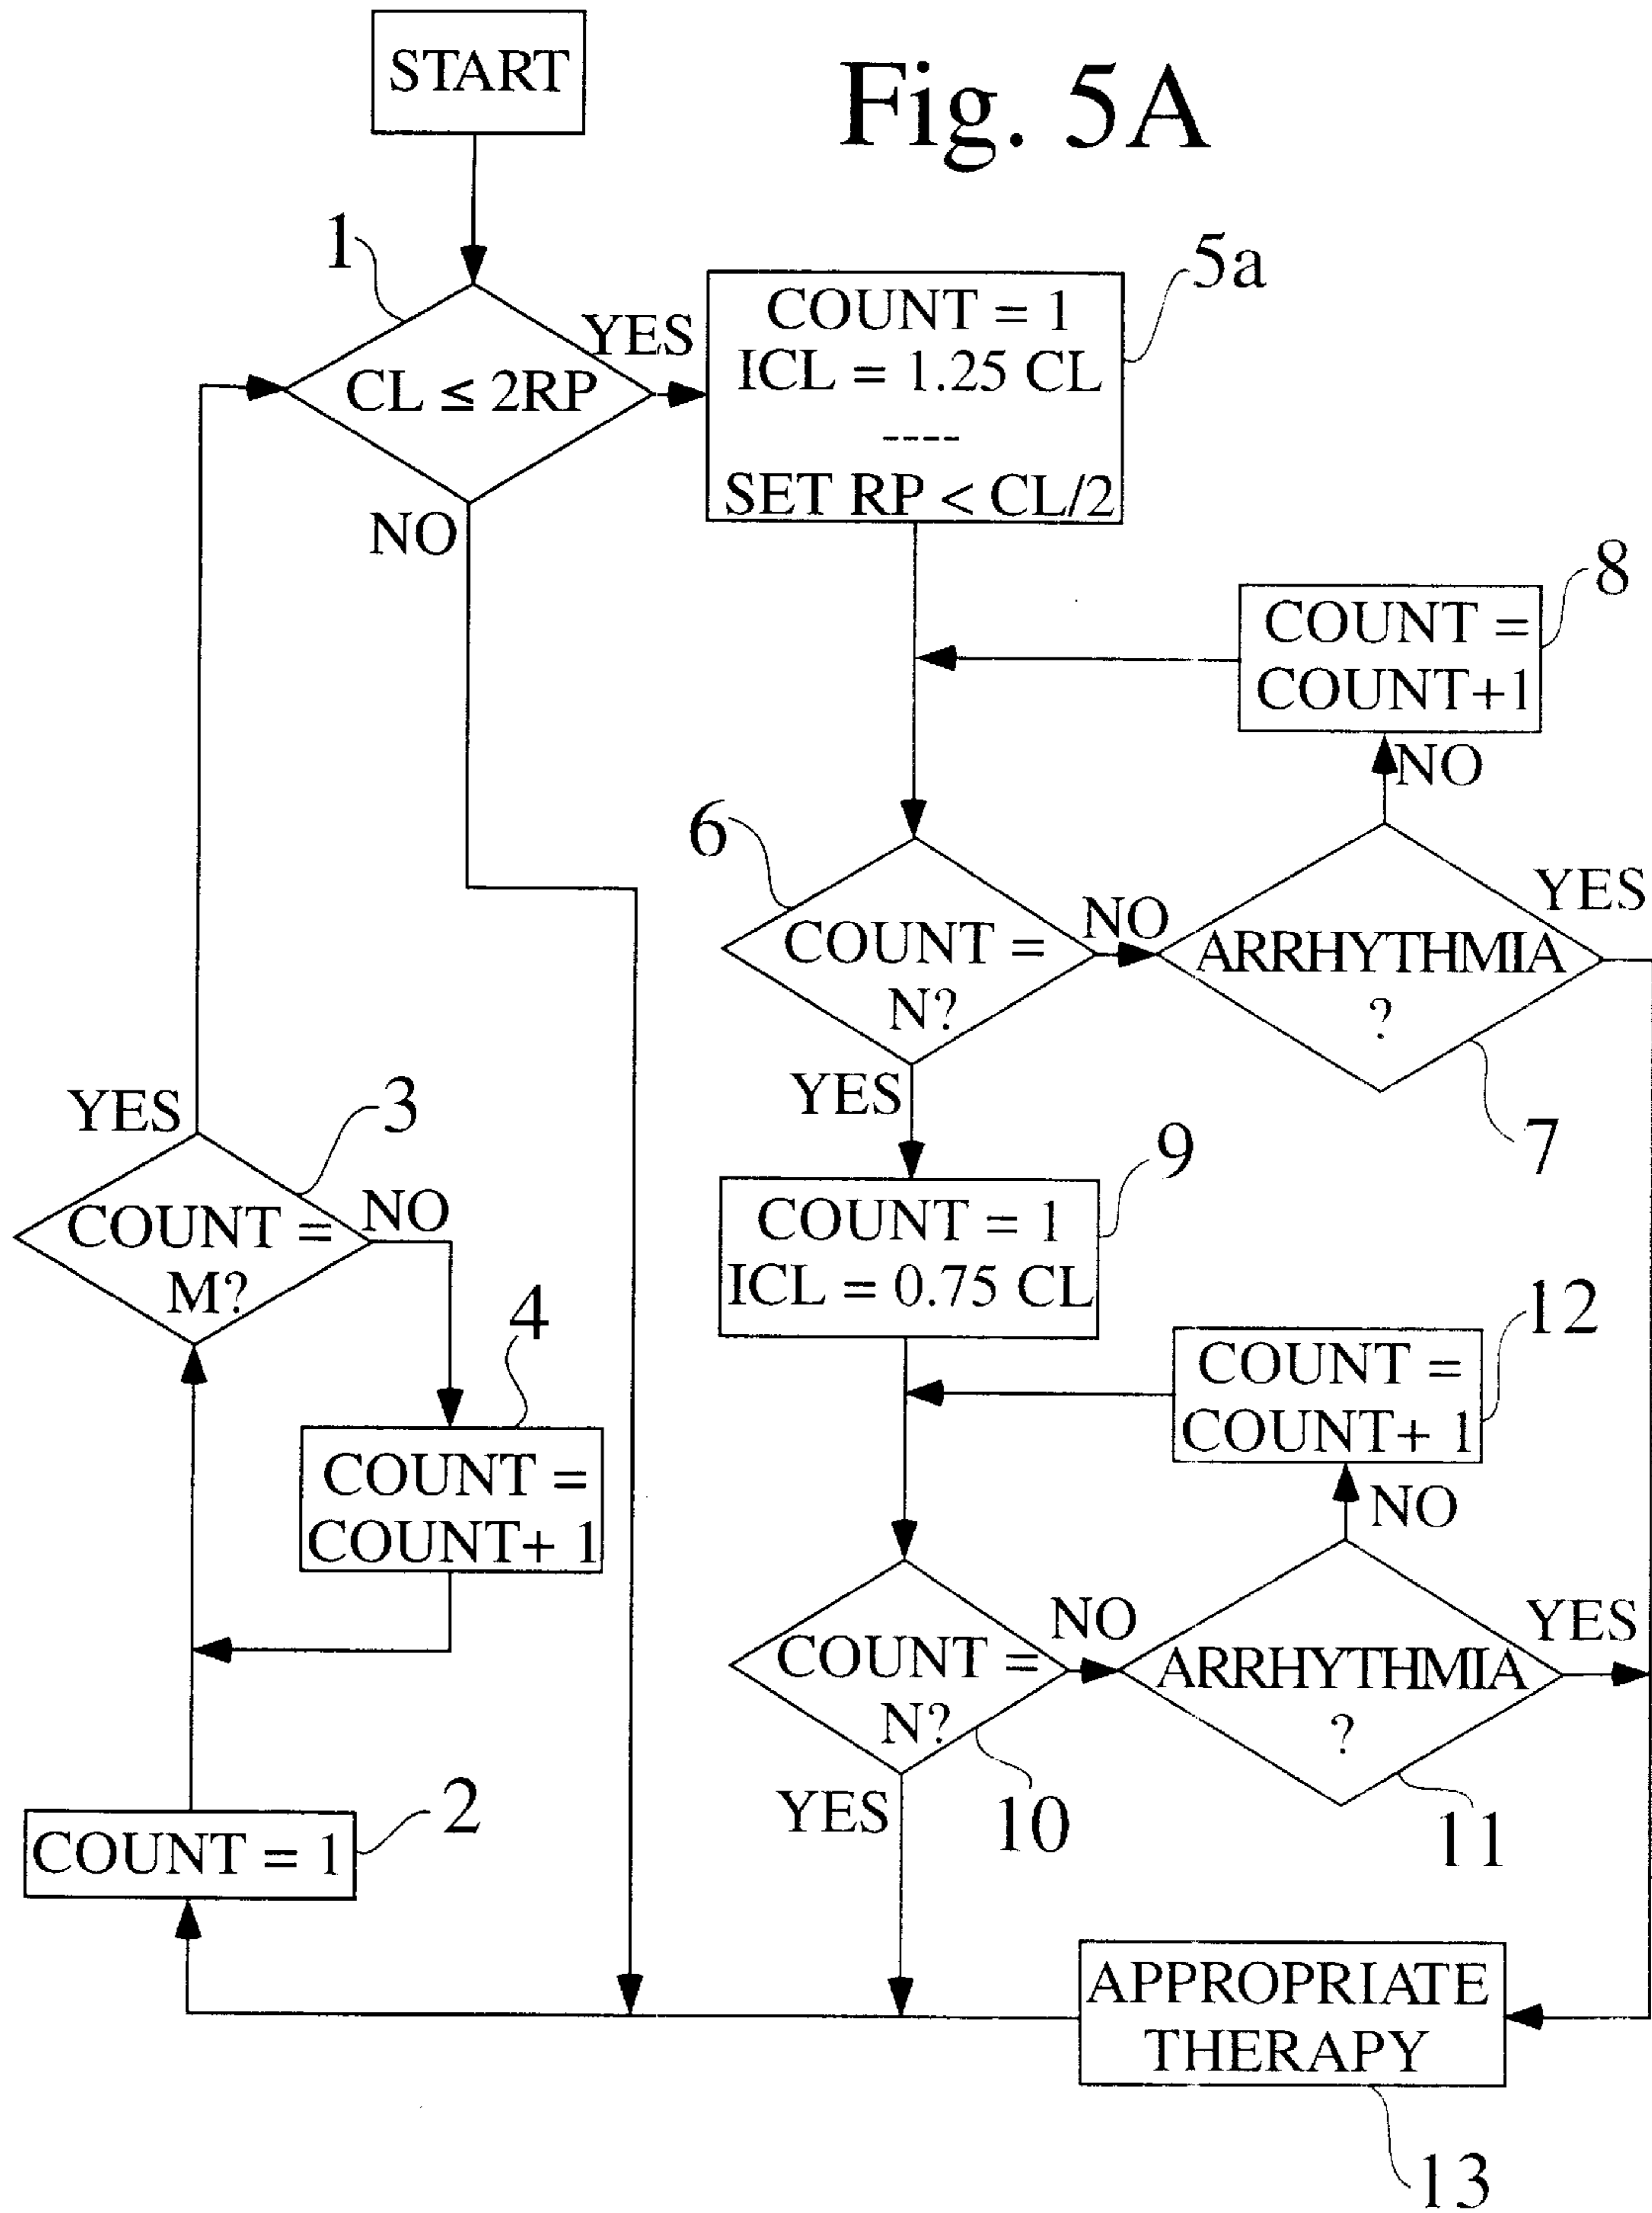 START
Fig. 5A
1
CL ≤ 2RP
YES
NO
COUNT = 1
ICL = 1.25 CL
----
SET RP < CL/2
5a
COUNT =
COUNT+1
8
NO
6
COUNT =
N?
NO
YES
ARRHYTHMIA
?
YES
7
YES
3
COUNT =
M?
NO
COUNT = 1
ICL = 0.75 CL
9
4
COUNT =
COUNT+ 1
COUNT =
COUNT+ 1
12
NO
COUNT =
N?
NO
YES
10
ARRHYTHMIA
?
YES
11
COUNT = 1
2
APPROPRIATE
THERAPY
13